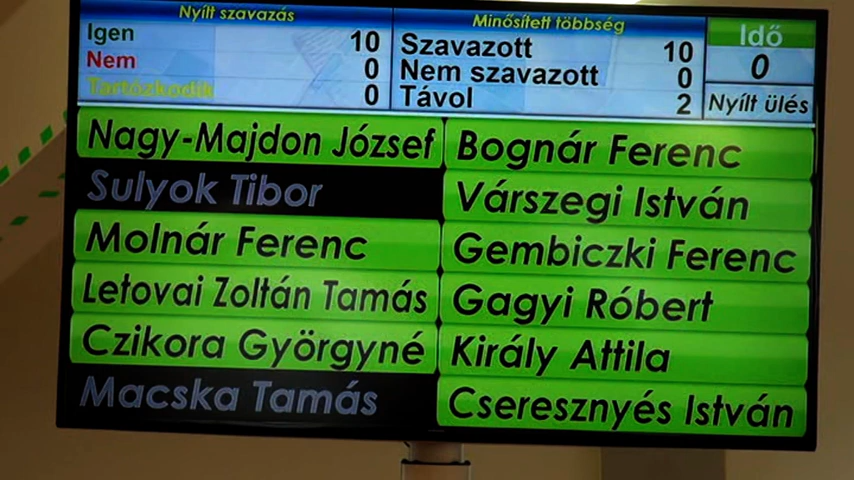 Nyílt szavazás
Igen 10
Nem 0
Tartózkodik 0
Minősített többség
Szavazott 10
Nem szavazott 0
Távol 2
Idő
0
Nyílt ülés
Nagy-Majdon József
Sulyok Tibor
Molnár Ferenc
Letovai Zoltán Tamás
Czikora Györgyné
Macska Tamás
Bognár Ferenc
Várszegi István
Gembiczki Ferenc
Gagyi Róbert
Király Attila
Cseresznyés István